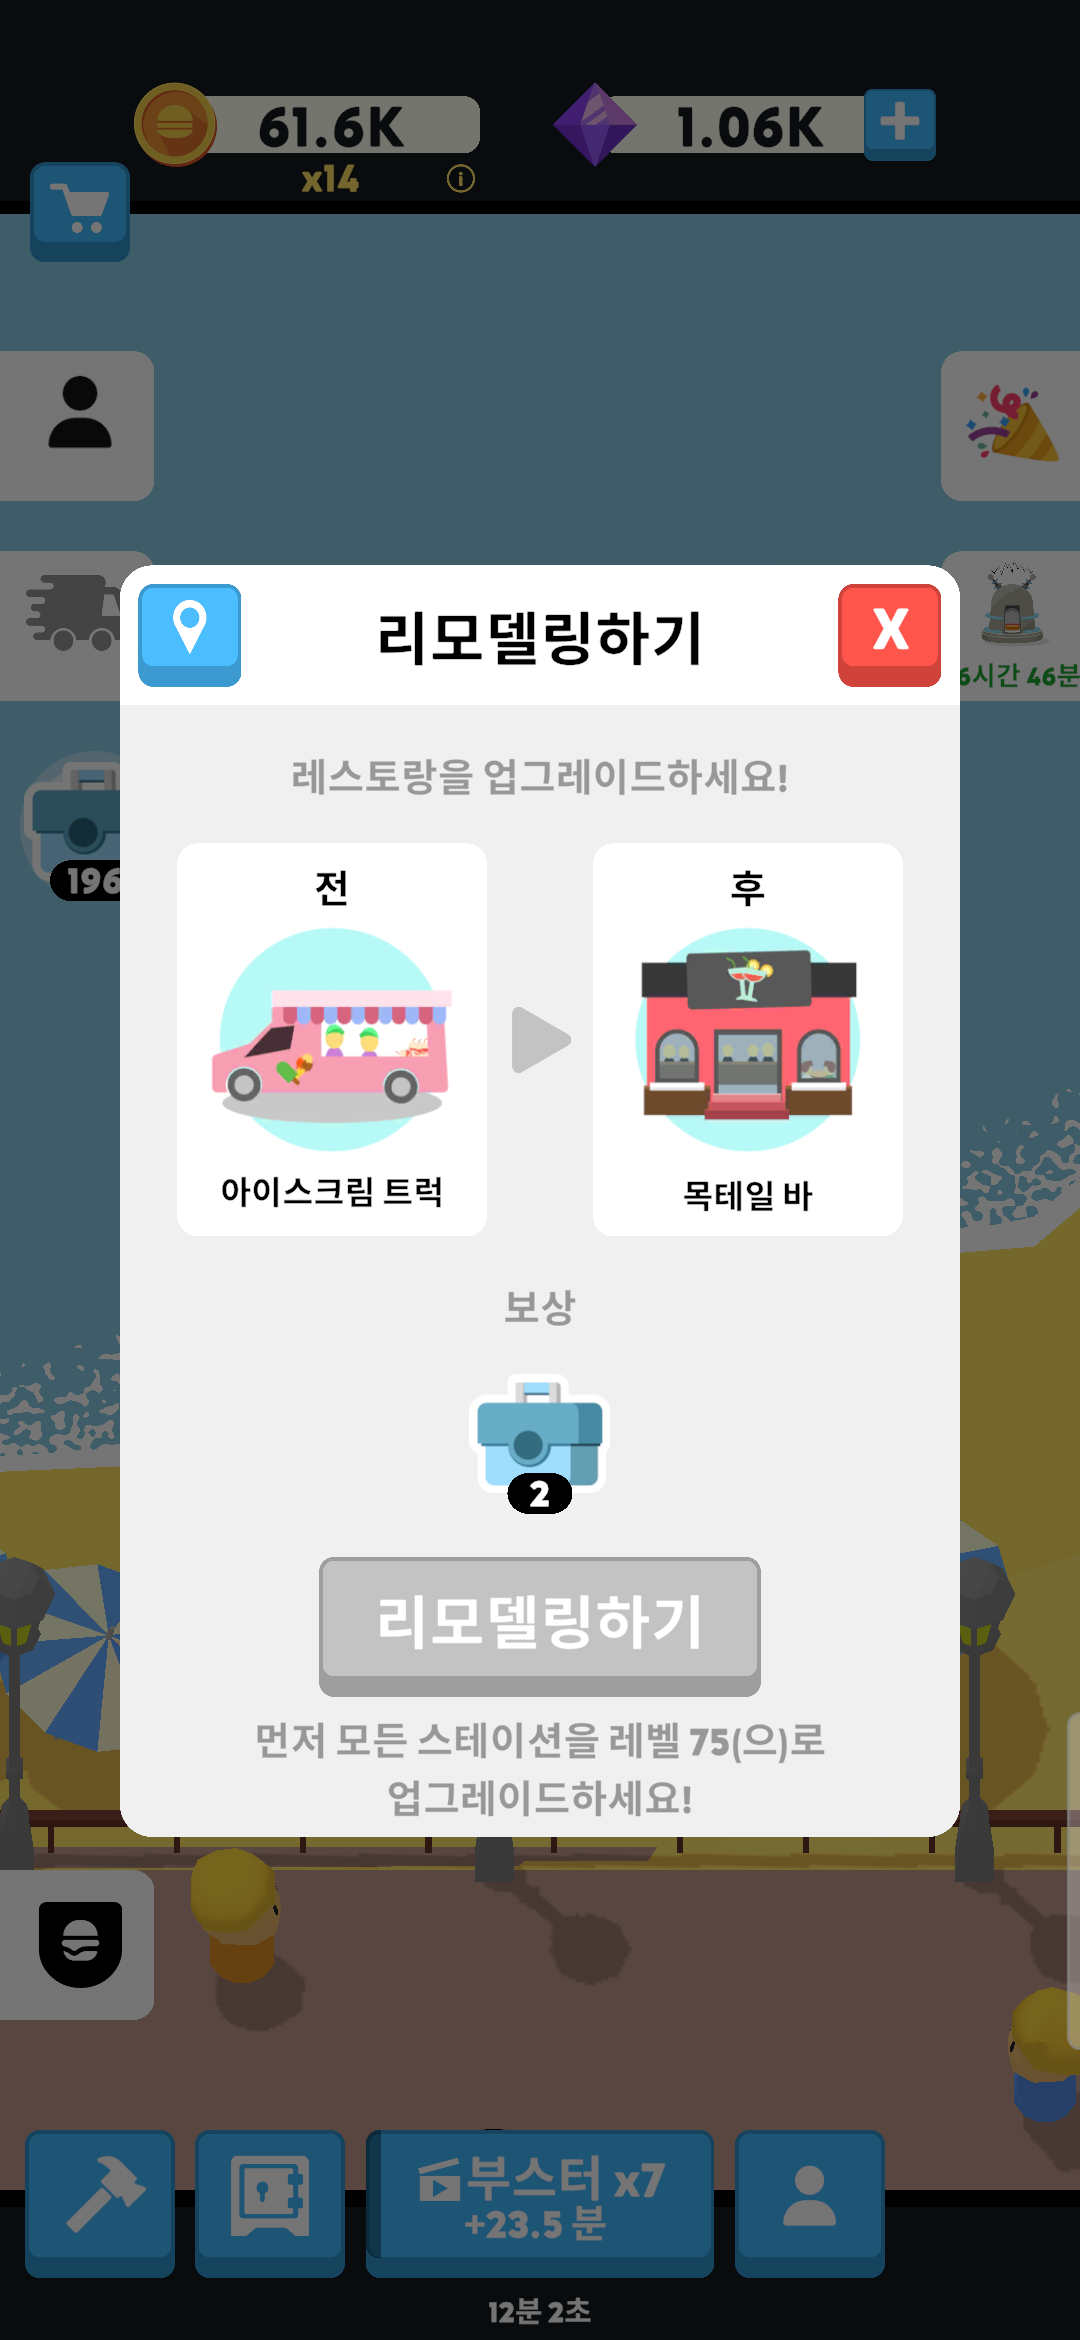 61.6K
1.06K
x14
리모델링하기
X
6시간 46분
레스토랑을 업그레이드하세요!
전
후
196
아이스크림 트럭
목테일 바
보상
2
리모델링하기
먼저 모든 스테이션을 레벨 75(으)로
업그레이드하세요!
부스터 x7
+23.5 분
12분 2초